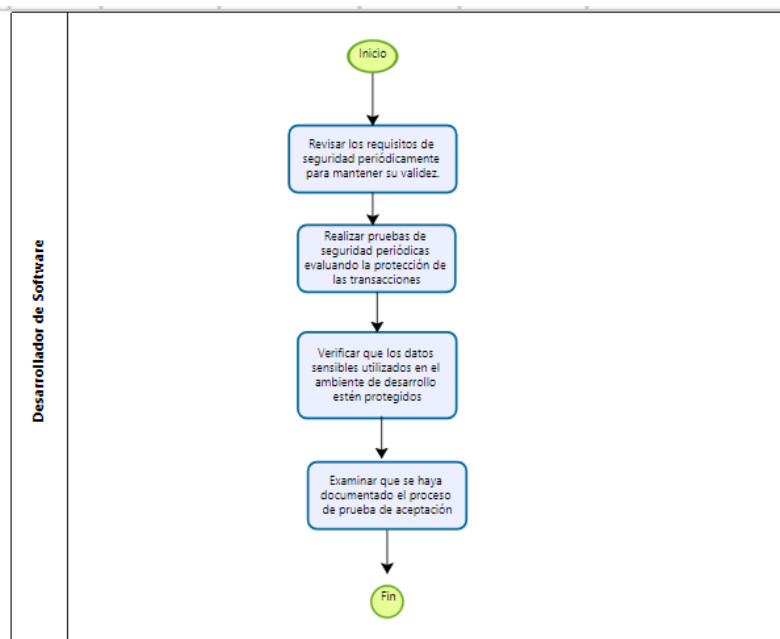 Inicio
Revisar los requisitos de
seguridad periódicamente
para mantener su validez.
Realizar pruebas de
seguridad periódicas
evaluando la protección de
las transacciones
Desarrollador de Software
Verificar que los datos
sensibles utilizados en el
ambiente de desarrollo
estén protegidos
Examinar que se haya
documentado el proceso
de prueba de aceptación
Fin